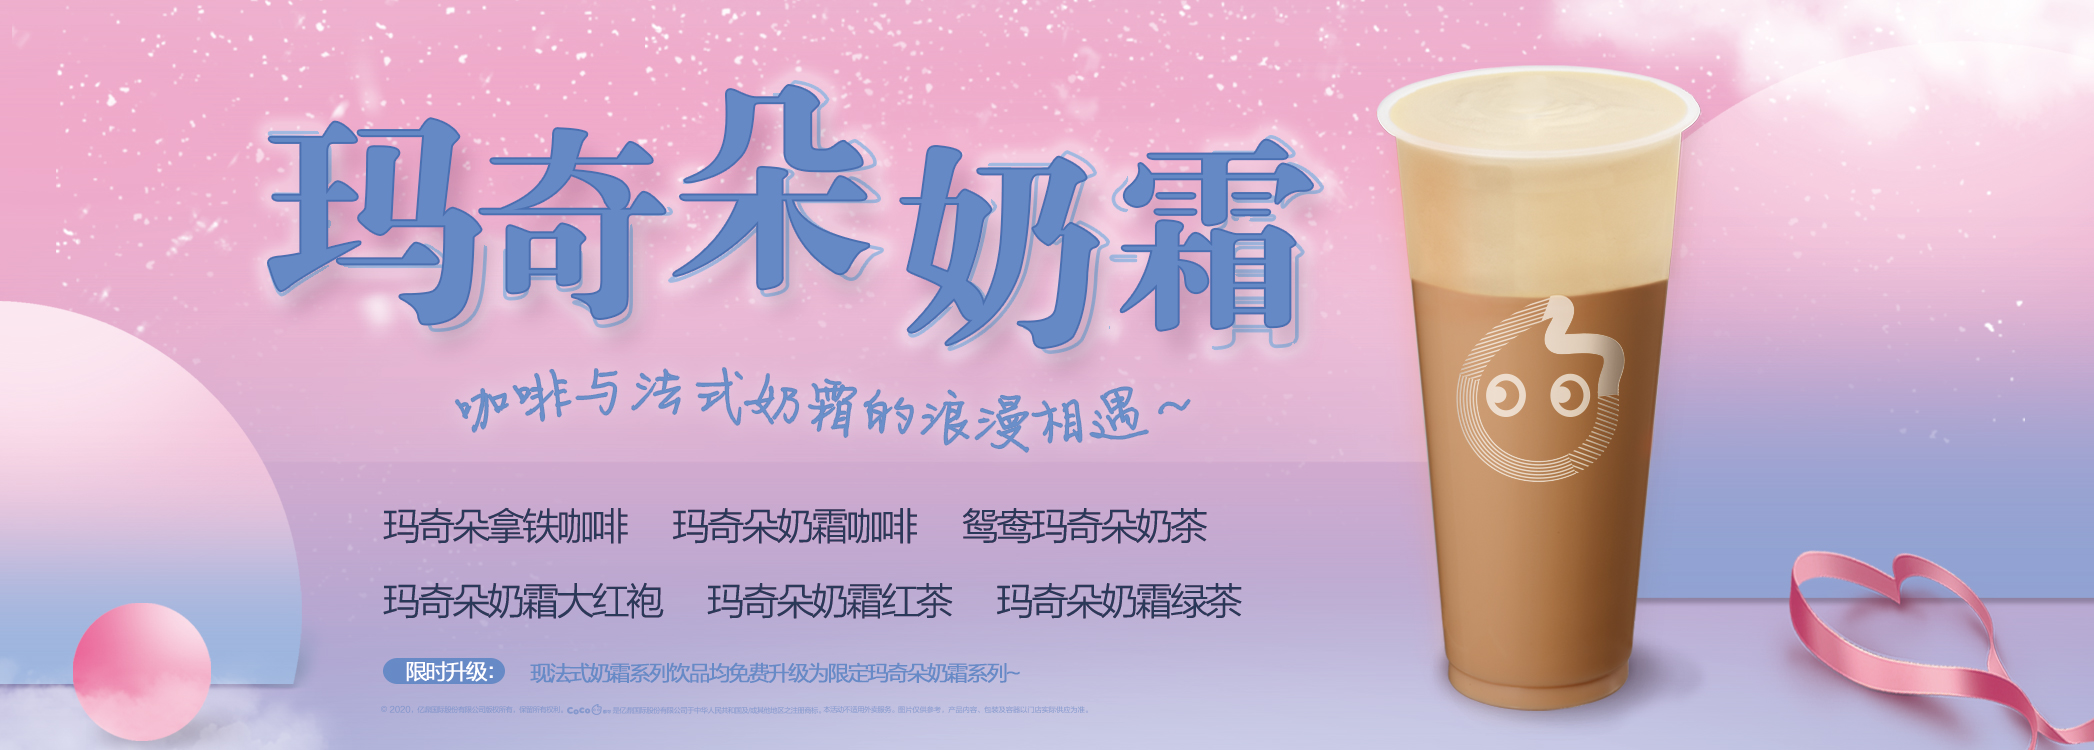 玛奇朵奶霜
咖啡与法式奶霜的浪漫相遇~
玛奇朵拿铁咖啡 玛奇朵奶霜咖啡 鸳鸯玛奇朵奶茶
玛奇朵奶霜大红袍 玛奇朵奶霜红茶 玛奇朵奶霜绿茶
限时升级: 现法式奶霜系列饮品均免费升级为限定玛奇朵奶霜系列~